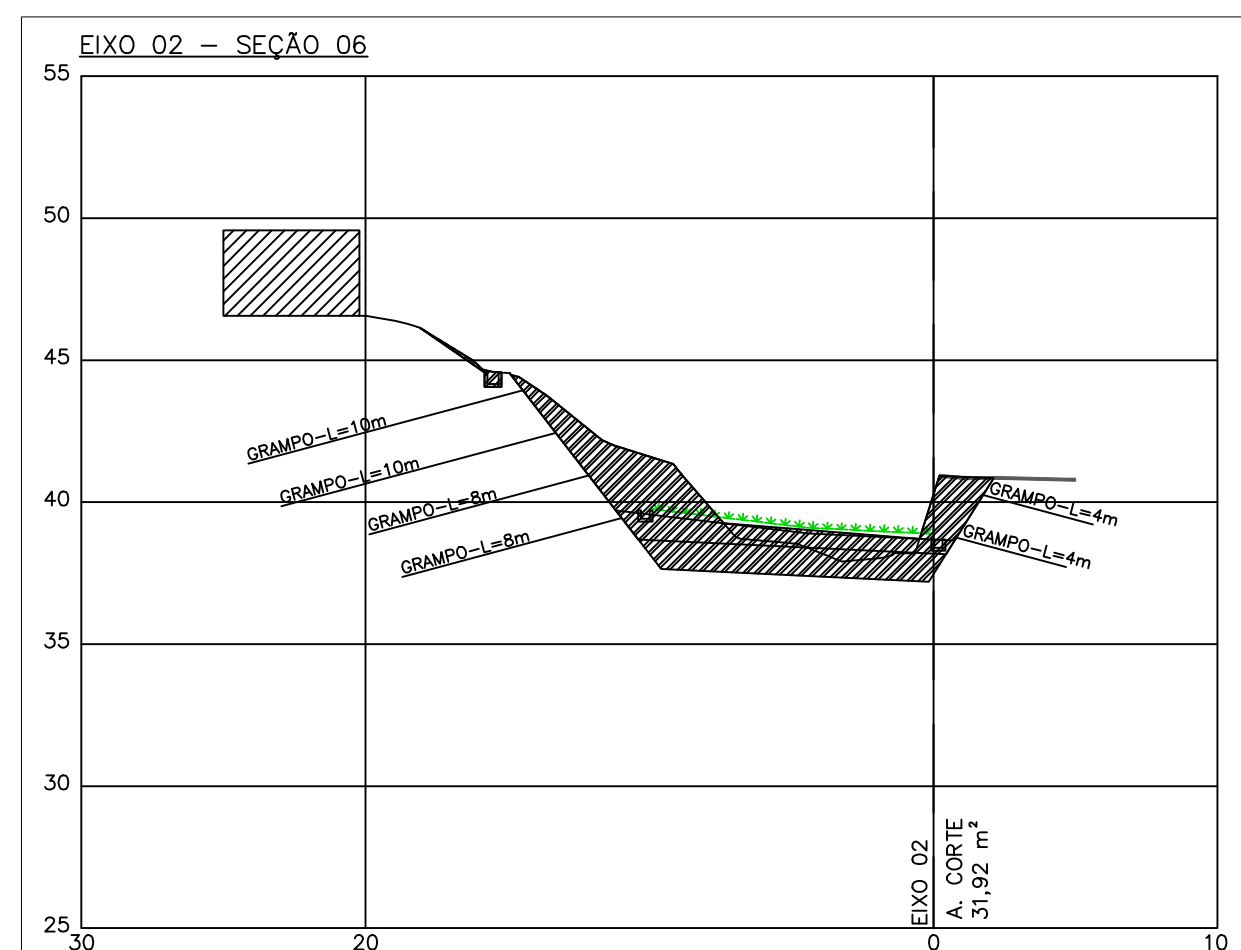 EIXO 02 – SEÇÃO 06
55
50
45
40
35
30
25
GRAMPO–L=10m
GRAMPO–L=10m
GRAMPO–L=8m
GRAMPO–L=8m
GRAMPO–L=4m
GRAMPO–L=4m
EIXO 02
A. CORTE
31,92 m²
30
20
0
10